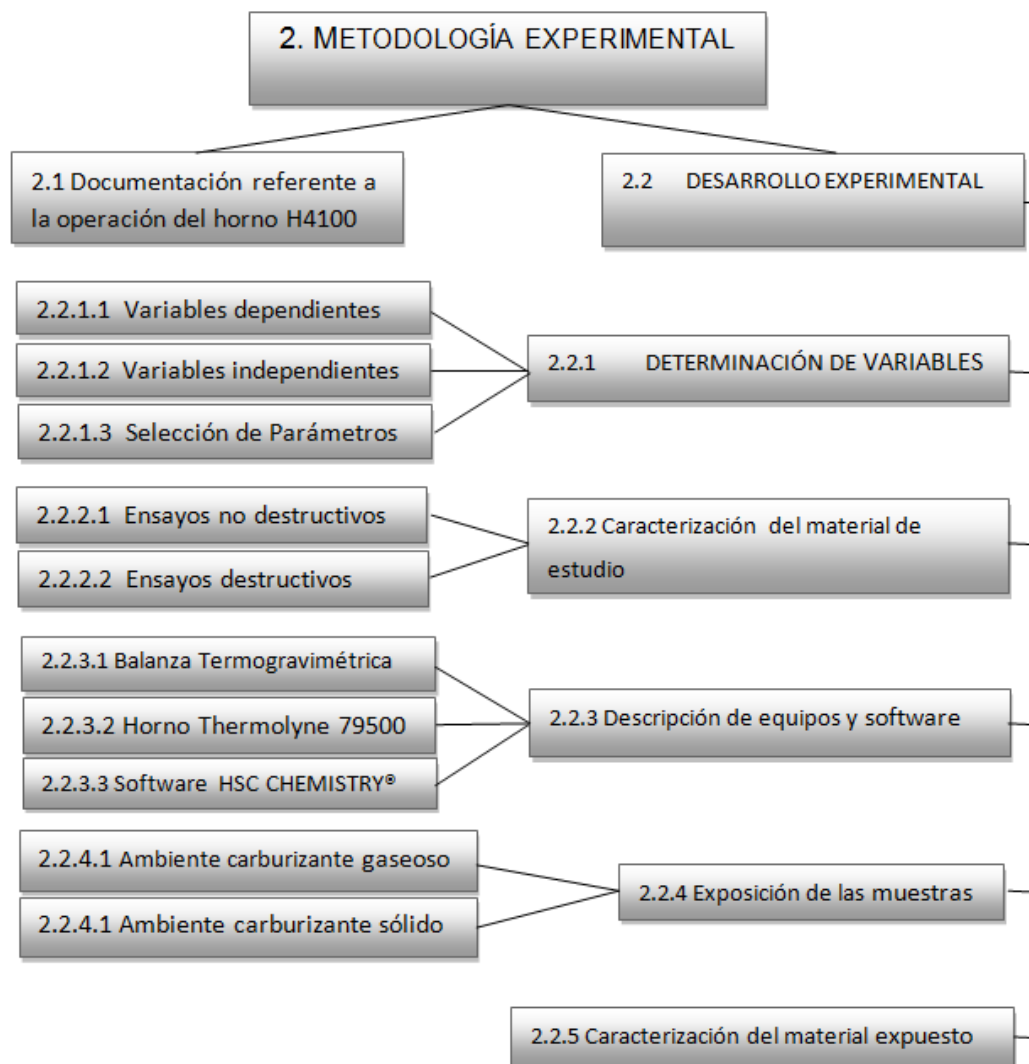 2. METODOLOGÍA EXPERIMENTAL
2.1 Documentación referente a
la operación del horno H4100
2.2 DESARROLLO EXPERIMENTAL
2.2.1.1 Variables dependientes
2.2.1.2 Variables independientes
2.2.1.3 Selección de Parámetros
2.2.1 DETERMINACIÓN DE VARIABLES
2.2.2.1 Ensayos no destructivos
2.2.2.2 Ensayos destructivos
2.2.2 Caracterización del material de
estudio
2.2.3.1 Balanza Termogravimétrica
2.2.3.2 Horno Thermolyne 79500
2.2.3.3 Software HSC CHEMISTRY®
2.2.3 Descripción de equipos y software
2.2.4.1 Ambiente carburizante gaseoso
2.2.4.1 Ambiente carburizante sólido
2.2.4 Exposición de las muestras
2.2.5 Caracterización del material expuesto